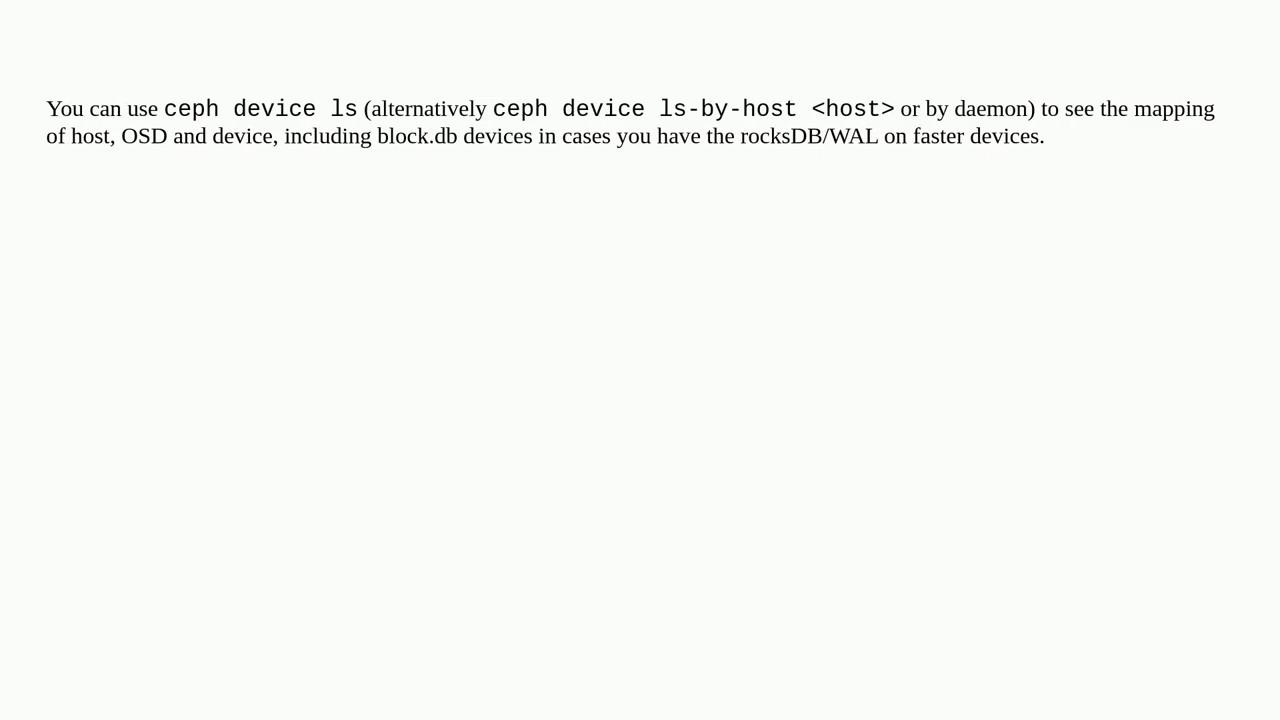 You can use ceph device ls (alternatively ceph device ls-by-host <host> or by daemon) to see the mapping
of host, OSD and device, including block.db devices in cases you have the rocksDB/WAL on faster devices.